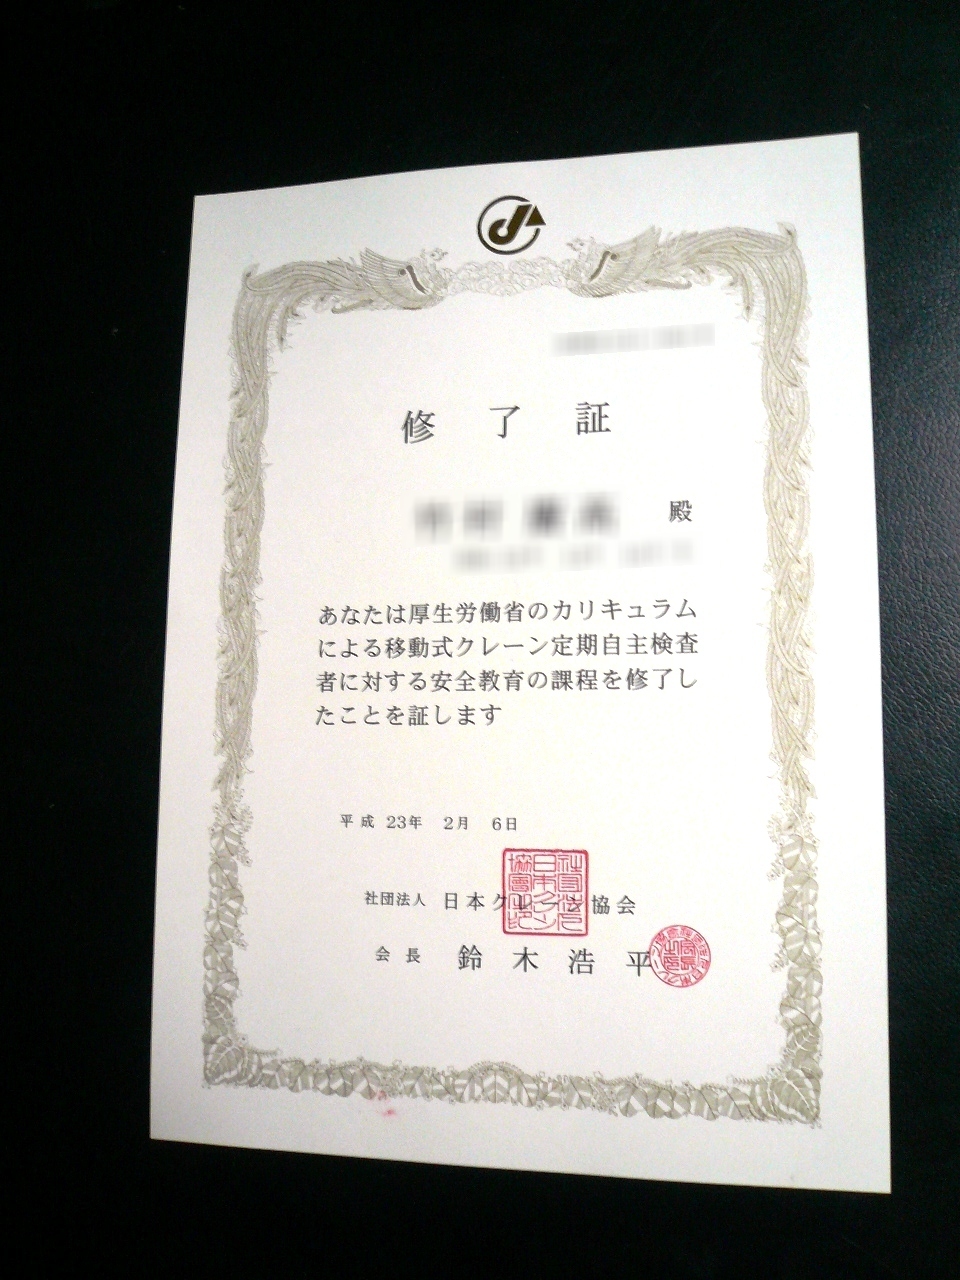 修了証
殿
あなたは厚生労働省のカリキュラム
による移動式クレーン定期自主検査
者に対する安全教育の課程を修了し
たことを証します
平成 23年 2月 6日
社団法人 日本クレーン協会
会長 鈴木浩平